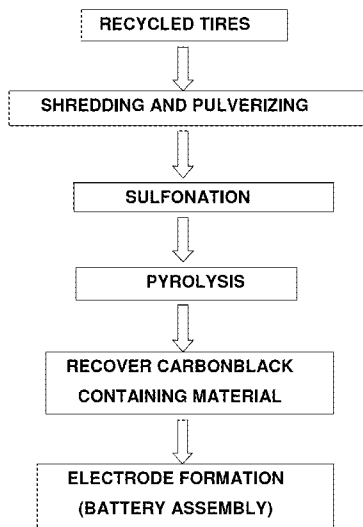 RECYCLED TIRES
SHREDDING AND PULVERIZING
SULFONATION
PYROLYSIS
RECOVER CARBONBLACK
CONTAINING MATERIAL
ELECTRODE FORMATION
(BATTERY ASSEMBLY)